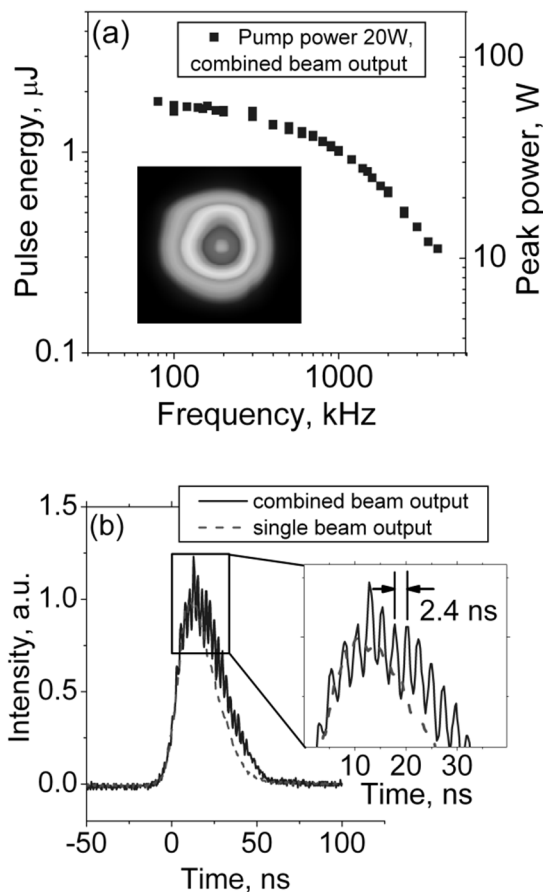 (a)
Pump power 20W,
combined beam output
Pulse energy, μJ
1
0.1
100
10
Peak power, W
100
1000
Frequency, kHz
(b)
combined beam output
single beam output
Intensity, a.u.
1.5
1.0
0.5
0.0
-50
0
50
100
Time, ns
2.4 ns
10
20
30
Time, ns